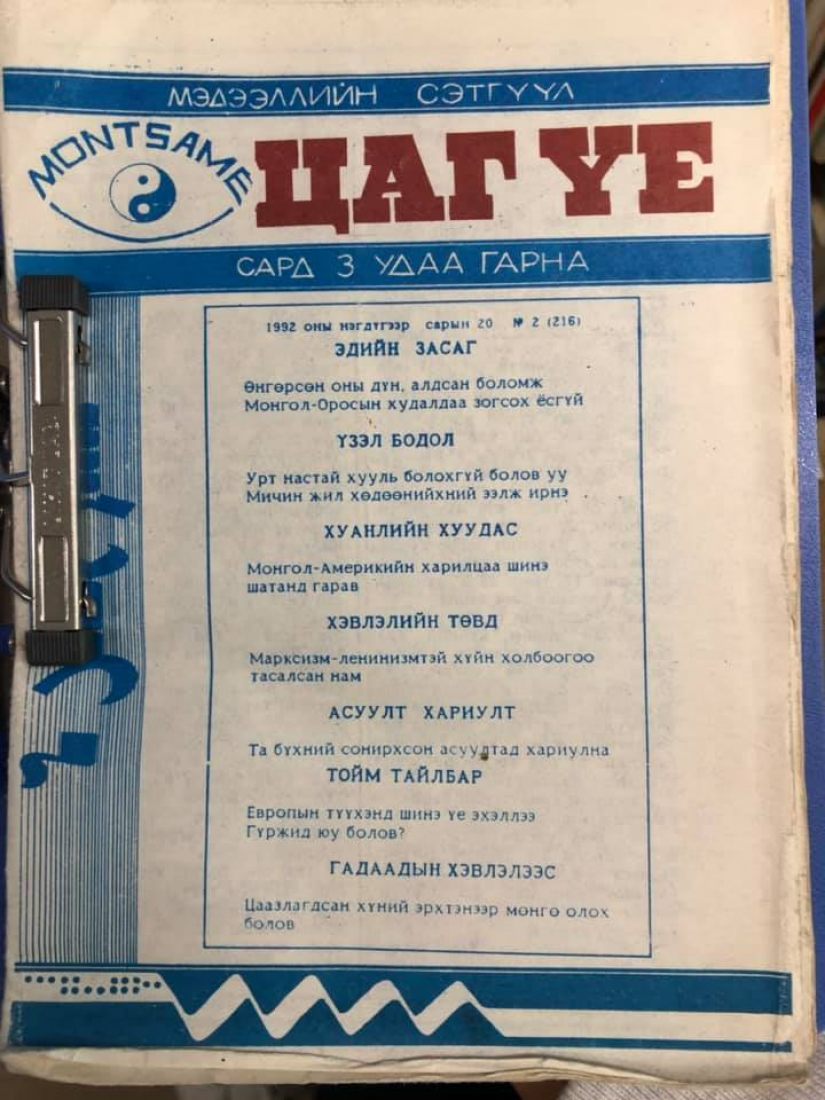 МЭДЭЭЛЛИЙН СЭТГҮҮЛ
MONTSAME
ЦАГ ҮЕ
САРД 3 УДАА ГАРНА
1992 оны нэгдүгээр сарын 20 № 2 (216)
ЭДИЙН ЗАСАГ
Өнгөрсөн оны дүн, алдсан боломж
Монгол-Оросын худалдаа зогсох ёсгүй
ҮЗЭЛ БОДОЛ
Урт настай хууль болохгүй болов уу
Мичин жил хөдөөнийхний ээлж ирнэ
ХУАНЛИЙН ХУУДАС
Монгол-Америкийн харилцаа шинэ
шатанд гарав
ХЭВЛЭЛИЙН ТӨВД
Марксизм-ленинизмтэй хүйн холбоогоо
тасалсан нам
АСУУЛТ ХАРИУЛТ
Та бүхний сонирхсон асуултад хариулна
ТОЙМ ТАЙЛБАР
Европын түүхэнд шинэ үе эхэллээ
Гүржид юу болов?
ГАДААДЫН ХЭВЛЭЛЭЭС
Цаазлагдсан хүний эрхтэнээр мөнгө олох
болов